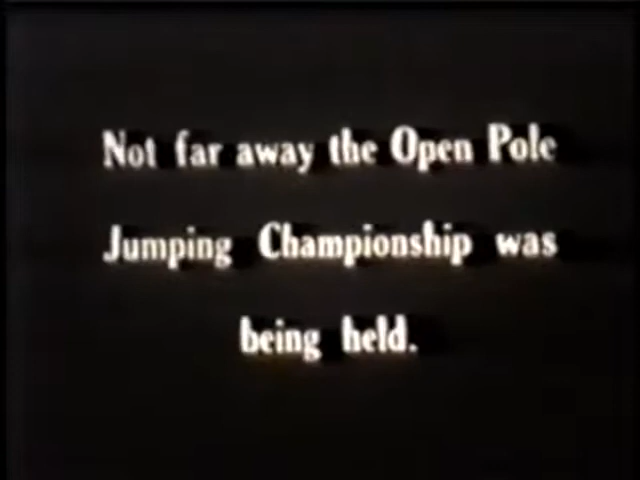 Not far away the Open Pole
Jumping Championship was
being held.